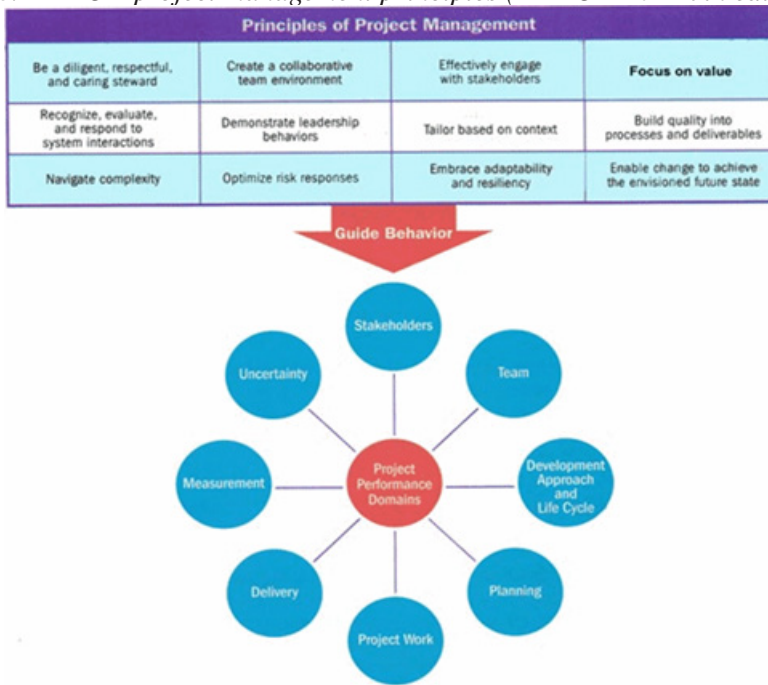 Principles of Project Management
Be a diligent, respectful,
and caring steward
Create a collaborative
team environment
Effectively engage
with stakeholders
Focus on value
Recognize, evaluate,
and respond to
system interactions
Demonstrate leadership
behaviors
Tailor based on context
Build quality into
processes and deliverables
Navigate complexity
Optimize risk responses
Embrace adaptability
and resiliency
Enable change to achieve
the envisioned future state
Guide Behavior
Stakeholders
Uncertainty
Team
Measurement
Project
Performance
Domains
Development
Approach
and
Life Cycle
Delivery
Planning
Project Work